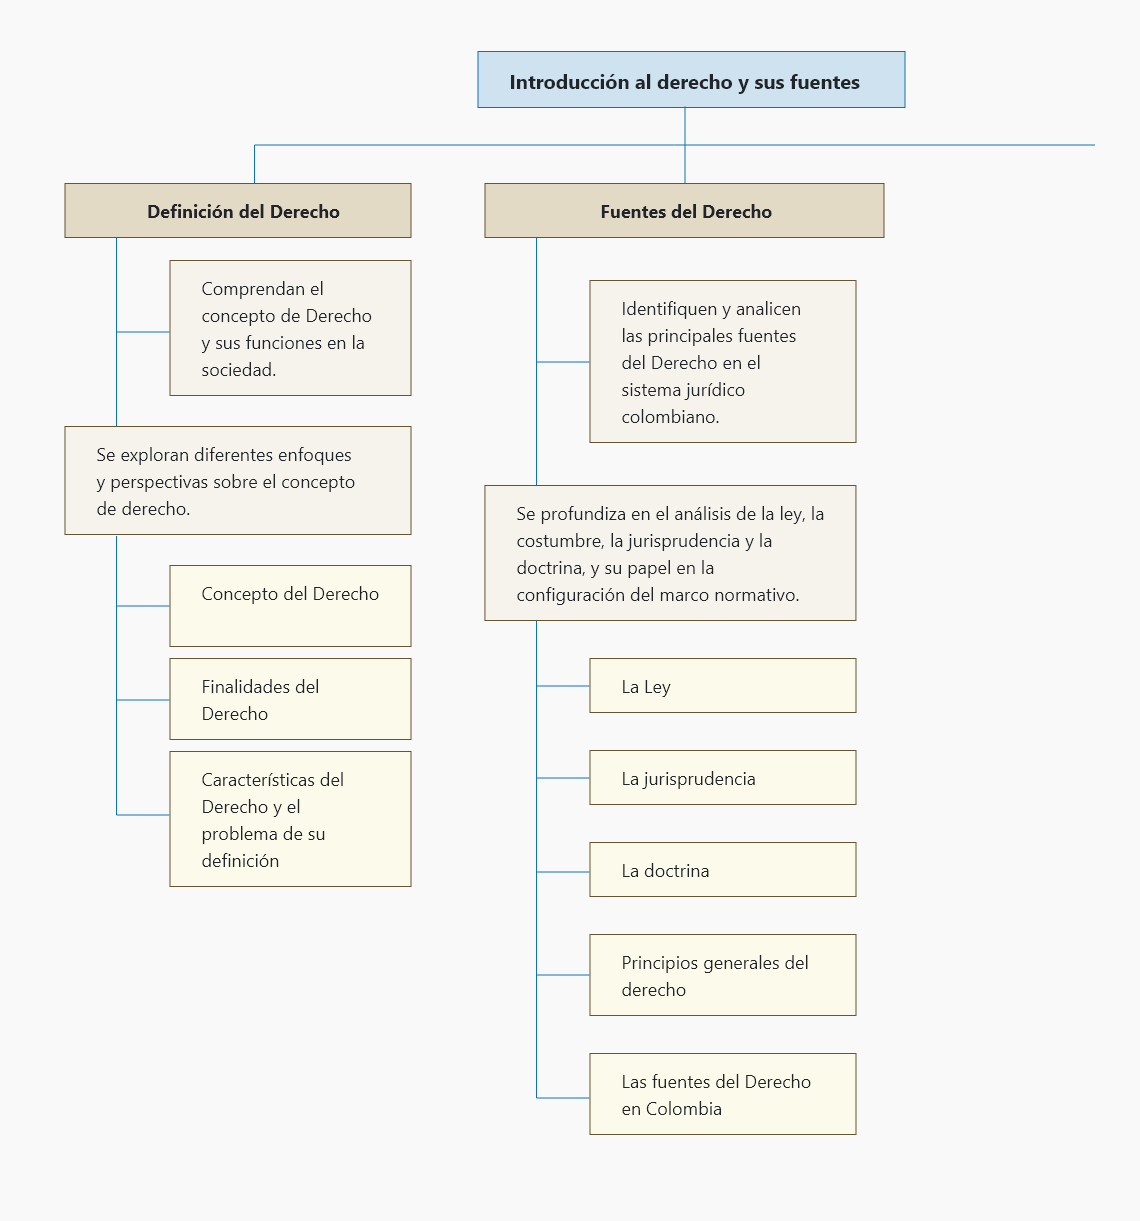 Introducción al derecho y sus fuentes
Definición del Derecho
Comprendan el
concepto de Derecho
y sus funciones en la
sociedad.
Se exploran diferentes enfoques
y perspectivas sobre el concepto
de derecho.
Concepto del Derecho
Finalidades del
Derecho
Características del
Derecho y el
problema de su
definición
Fuentes del Derecho
Identifiquen y analicen
las principales fuentes
del Derecho en el
sistema jurídico
colombiano.
Se profundiza en el análisis de la ley, la
costumbre, la jurisprudencia y la
doctrina, y su papel en la
configuración del marco normativo.
La Ley
La jurisprudencia
La doctrina
Principios generales del
derecho
Las fuentes del Derecho
en Colombia